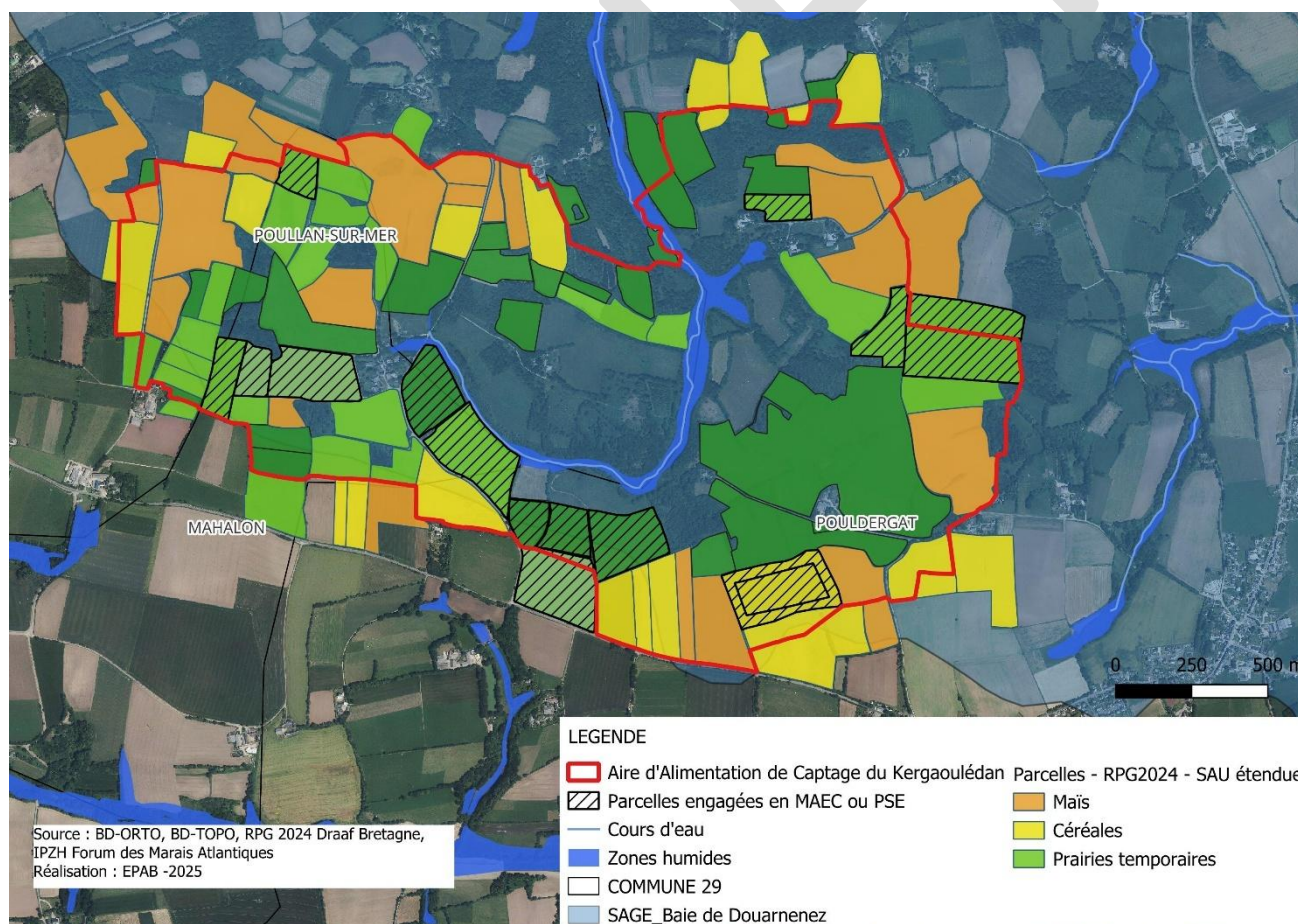 POULLAN-SUR-MER
MAHALON
POULDERGAT
0 250 500 m
LEGENDE
Aire d'Alimentation de Captage du Kergaoulédan
Parcelles engagées en MAEC ou PSE
Cours d'eau
Zones humides
COMMUNE 29
SAGE_Baie de Douarnenez
Parcelles - RPG2024 - SAU étendue
Maïs
Céréales
Prairies temporaires
Source : BD-ORTO, BD-TOPO, RPG 2024 Draaf Bretagne,
IPZH Forum des Marais Atlantiques
Réalisation : EPAB -2025